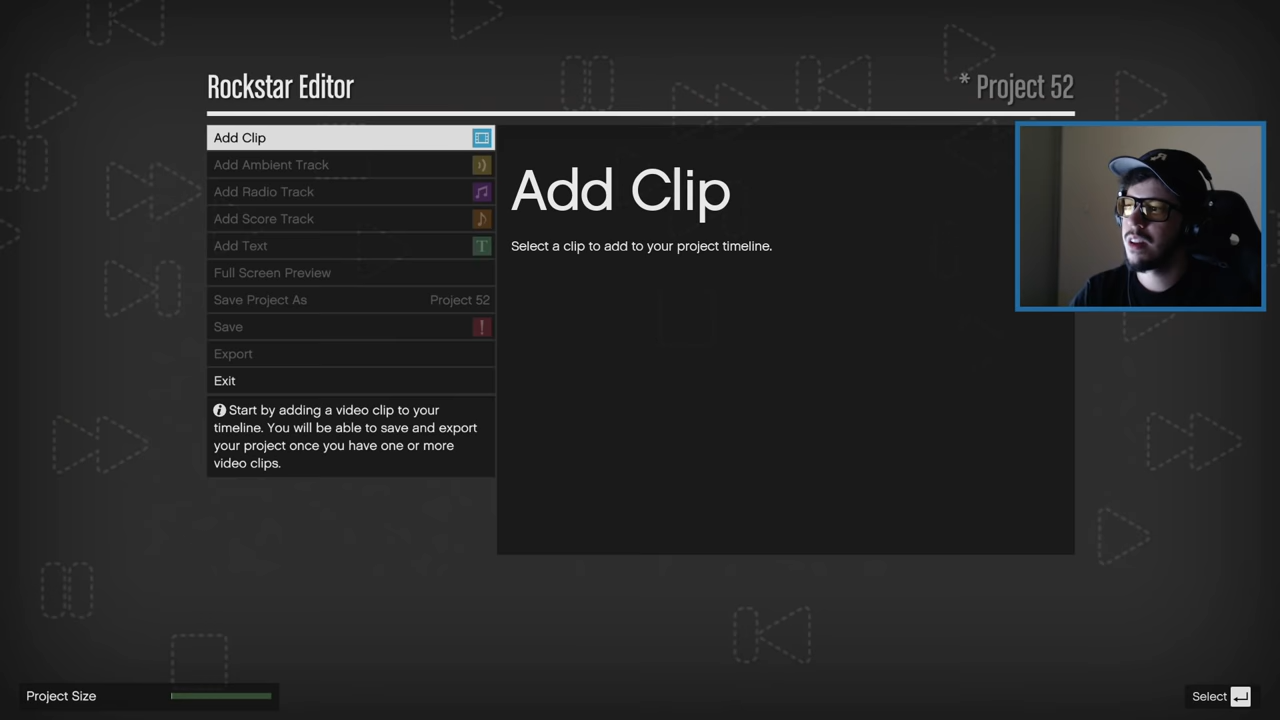 Rockstar Editor
* Project 52
Add Clip
Add Ambient Track
Add Radio Track
Add Score Track
Add Text
T
Full Screen Preview
Save Project As Project 52
Save !
Export
Exit
Start by adding a video clip to your
timeline. You will be able to save and export
your project once you have one or more
video clips.
Add Clip
Select a clip to add to your project timeline.
Project Size
Select